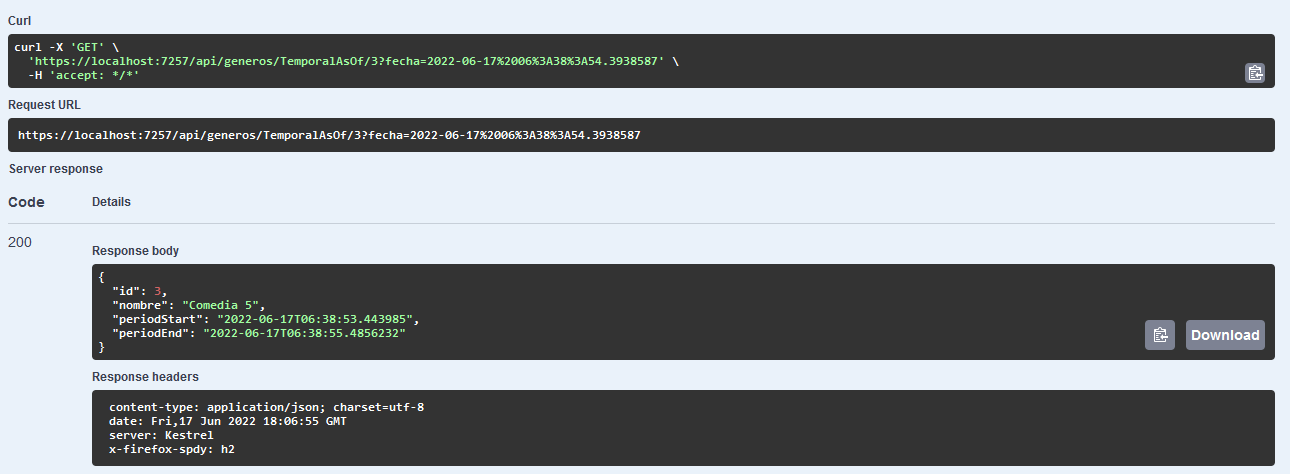 Curl
curl -X 'GET' \
'https://localhost:7257/api/generos/TemporalAsOf/3?fecha=2022-06-17%2006%3A38%3A54.3938587' \
-H 'accept: */*'
Request URL
https://localhost:7257/api/generos/TemporalAsOf/3?fecha=2022-06-17%2006%3A38%3A54.3938587
Server response
Code Details
200
Response body
{
"id": 3,
"nombre": "Comedia 5",
"periodStart": "2022-06-17T06:38:53.443985",
"periodEnd": "2022-06-17T06:38:55.4856232"
}
Download
Response headers
content-type: application/json; charset=utf-8
date: Fri,17 Jun 2022 18:06:55 GMT
server: Kestrel
x-firefox-spdy: h2